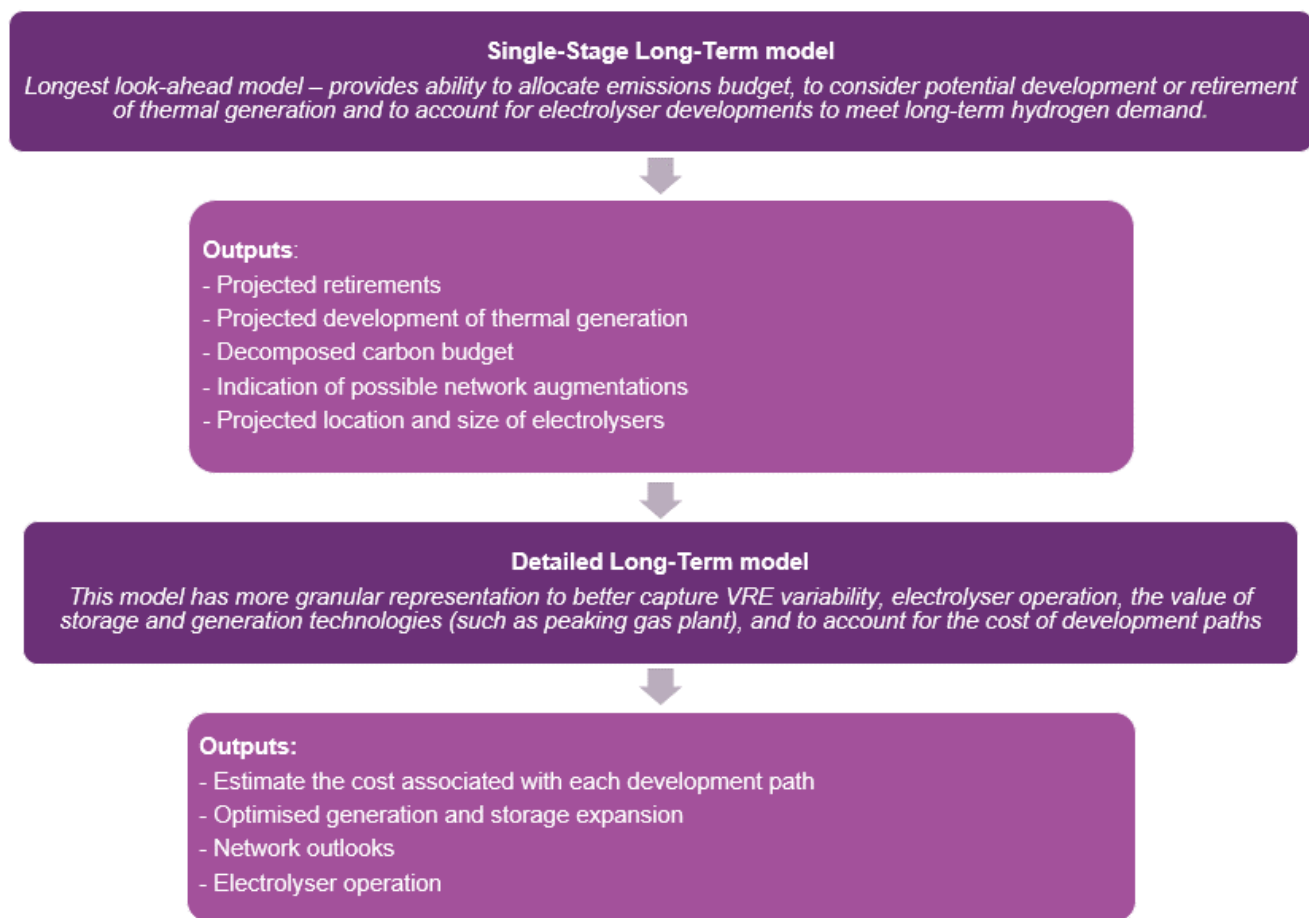 Single-Stage Long-Term model
Longest look-ahead model – provides ability to allocate emissions budget, to consider potential development or retirement
of thermal generation and to account for electrolyser developments to meet long-term hydrogen demand.
Outputs:
- Projected retirements
- Projected development of thermal generation
- Decomposed carbon budget
- Indication of possible network augmentations
- Projected location and size of electrolysers
Detailed Long-Term model
This model has more granular representation to better capture VRE variability, electrolyser operation, the value of
storage and generation technologies (such as peaking gas plant), and to account for the cost of development paths
Outputs:
- Estimate the cost associated with each development path
- Optimised generation and storage expansion
- Network outlooks
- Electrolyser operation